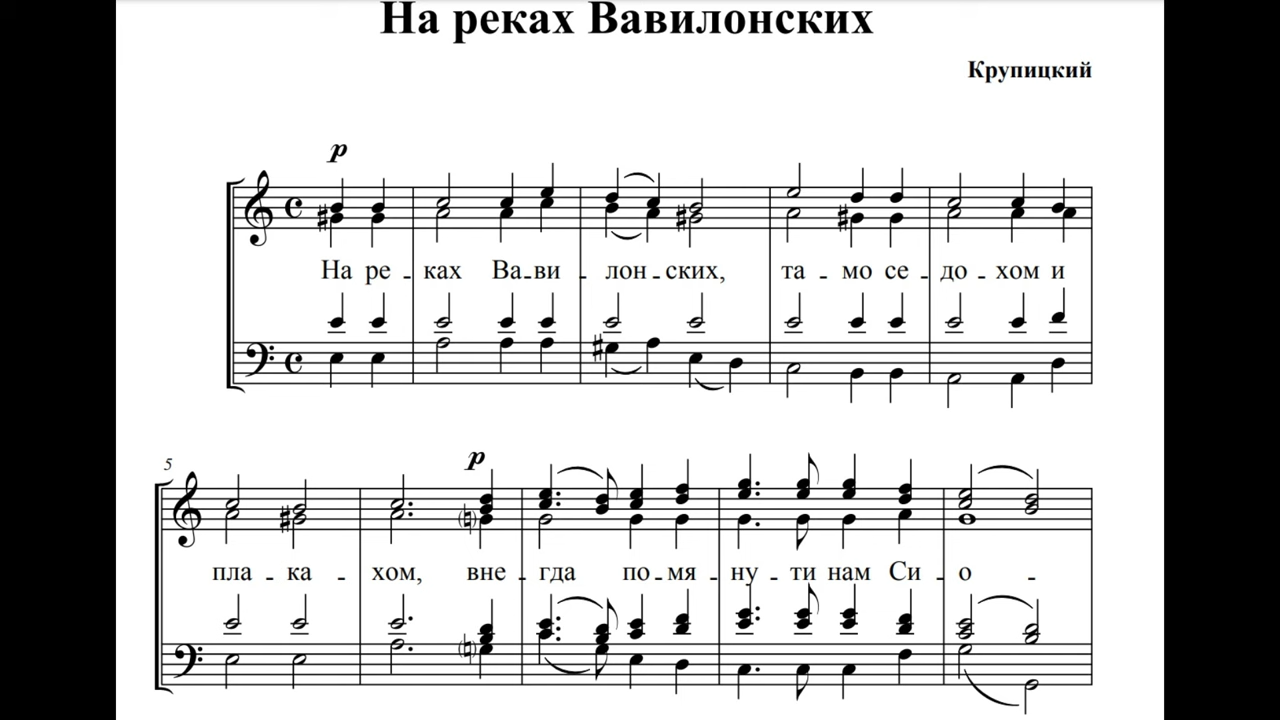 На реках Вавилонских
Крупицкий
p
На ре - ках Ва - ви - лон - ских, та - мо се - до - хом и
5
p
пла - ка - хом, вне - гда по - мя - ну - ти нам Си - о -